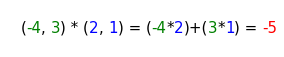 (-4, 3) * (2, 1) = (-4*2)+(3*1) = -5